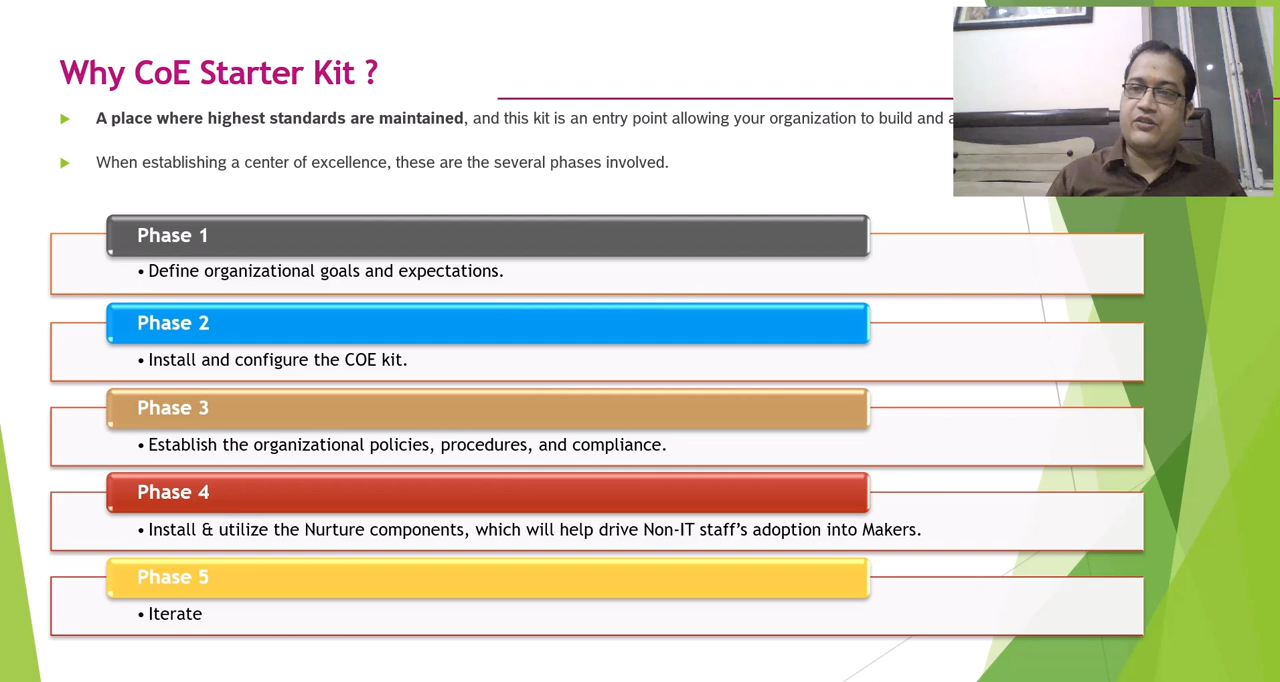 Why CoE Starter Kit ?
A place where highest standards are maintained, and this kit is an entry point allowing your organization to build and
When establishing a center of excellence, these are the several phases involved.
Phase 1
• Define organizational goals and expectations.
Phase 2
• Install and configure the COE kit.
Phase 3
• Establish the organizational policies, procedures, and compliance.
Phase 4
• Install & utilize the Nurture components, which will help drive Non-IT staff’s adoption into Makers.
Phase 5
• Iterate